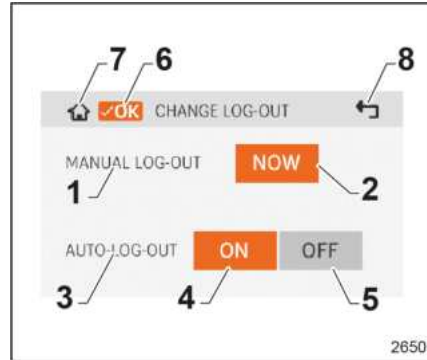 7 6 8
✓OK CHANGE LOG-OUT
MANUAL LOG-OUT NOW
1 2
AUTO-LOG-OUT ON OFF
3 4 5
2650